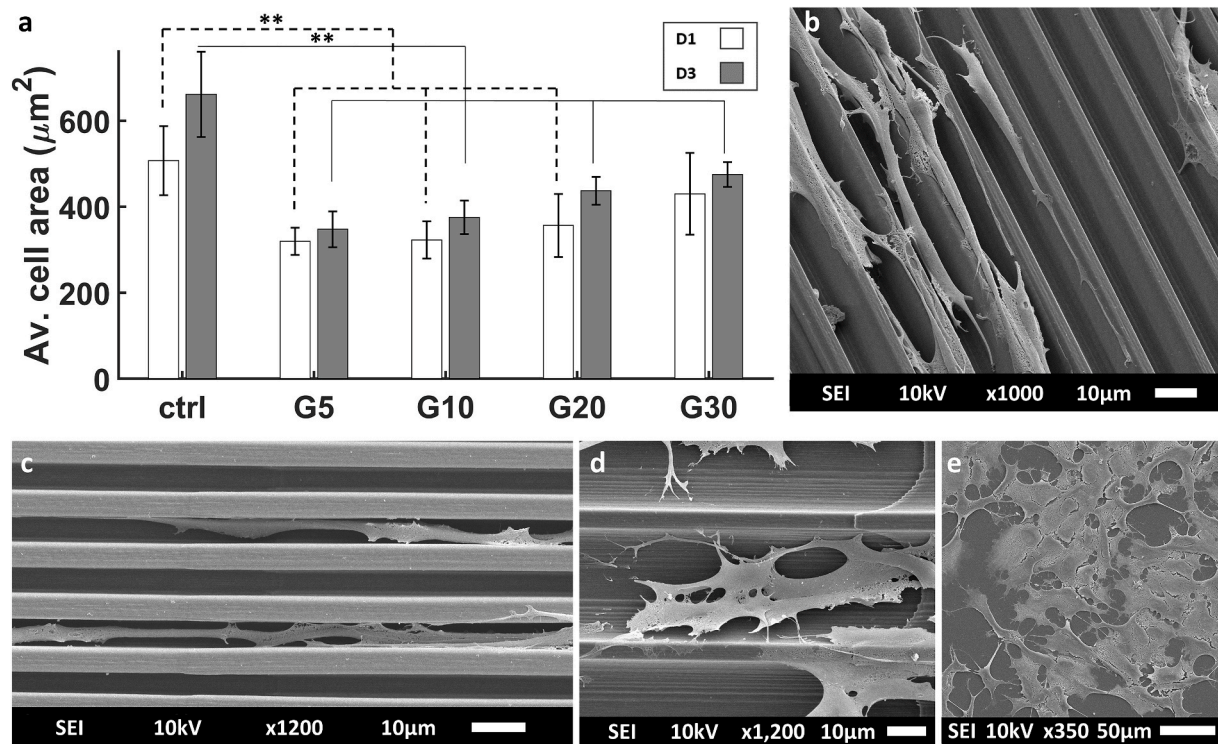 a
**
**
D1
D3
Av. cell area (μm²)
600
400
200
0
ctrl G5 G10 G20 G30
b
SEI 10kV x1000 10μm
c
SEI 10kV x1200 10μm
d
SEI 10kV x1,200 10μm
e
SEI 10kV x350 50μm